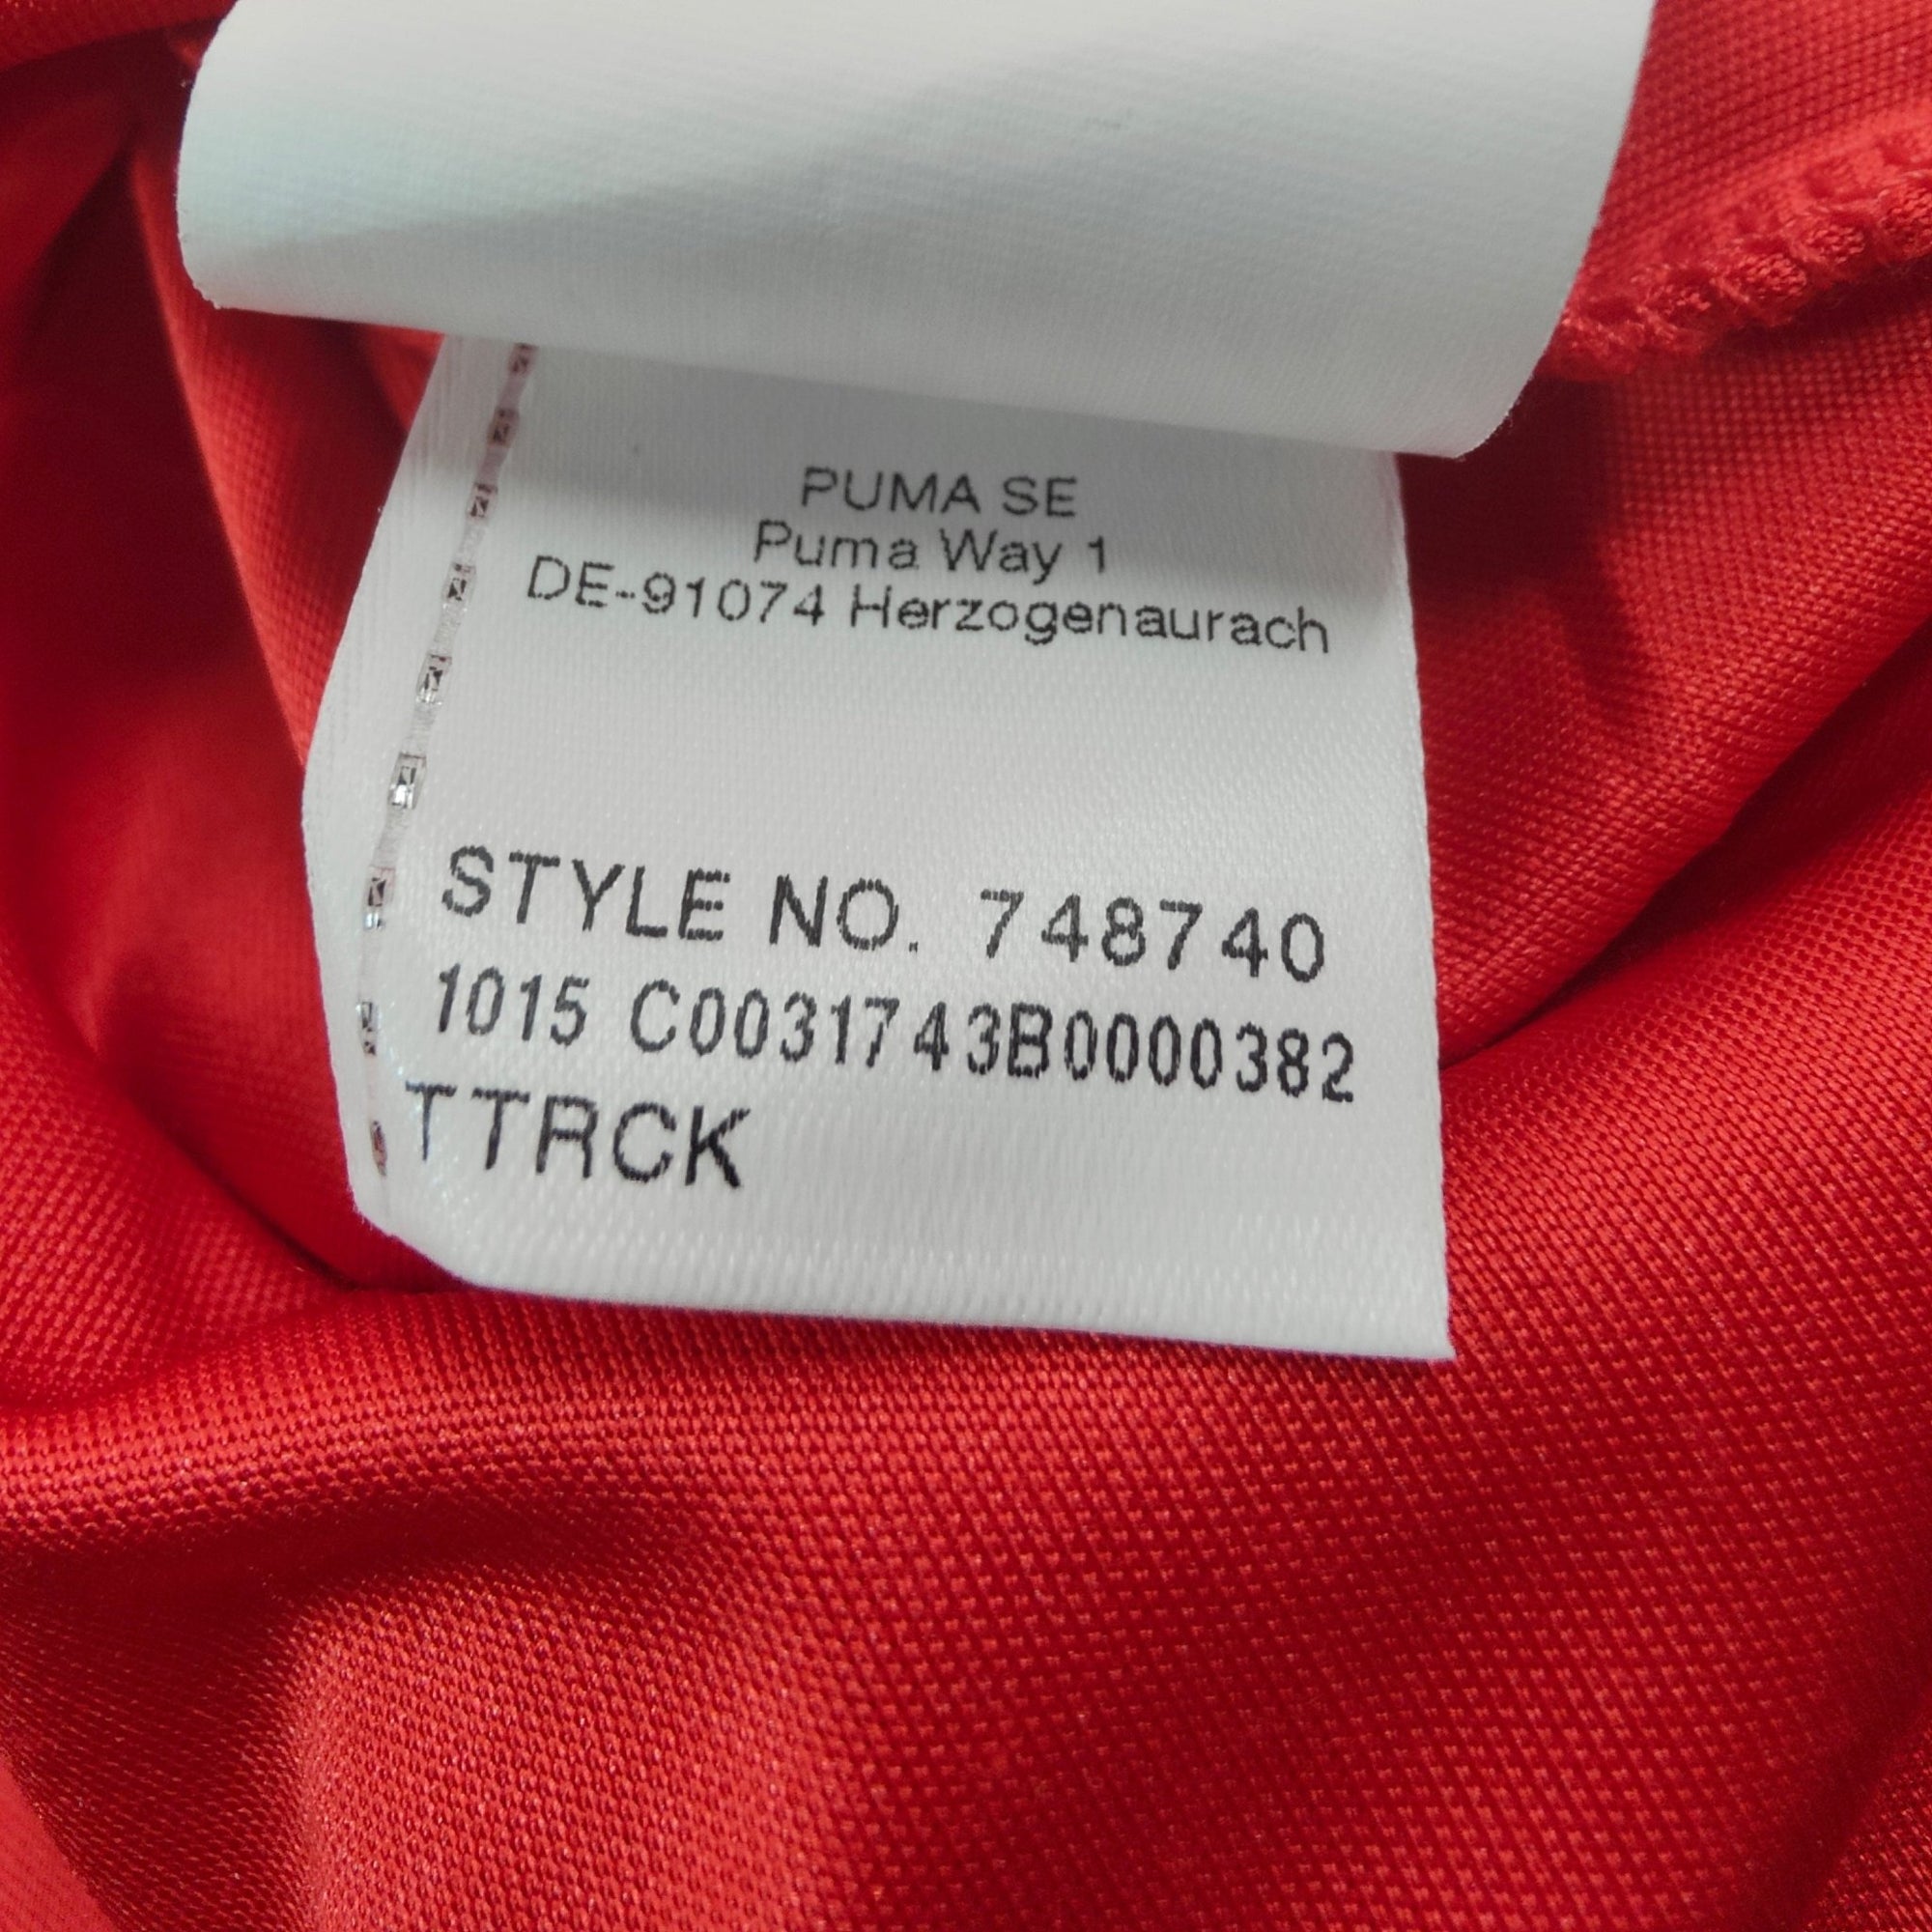 PUMA SE
Puma Way 1
DE-91074 Herzogenaurach
STYLE NO. 748740
1015 C0031743B0000382
TTRCK